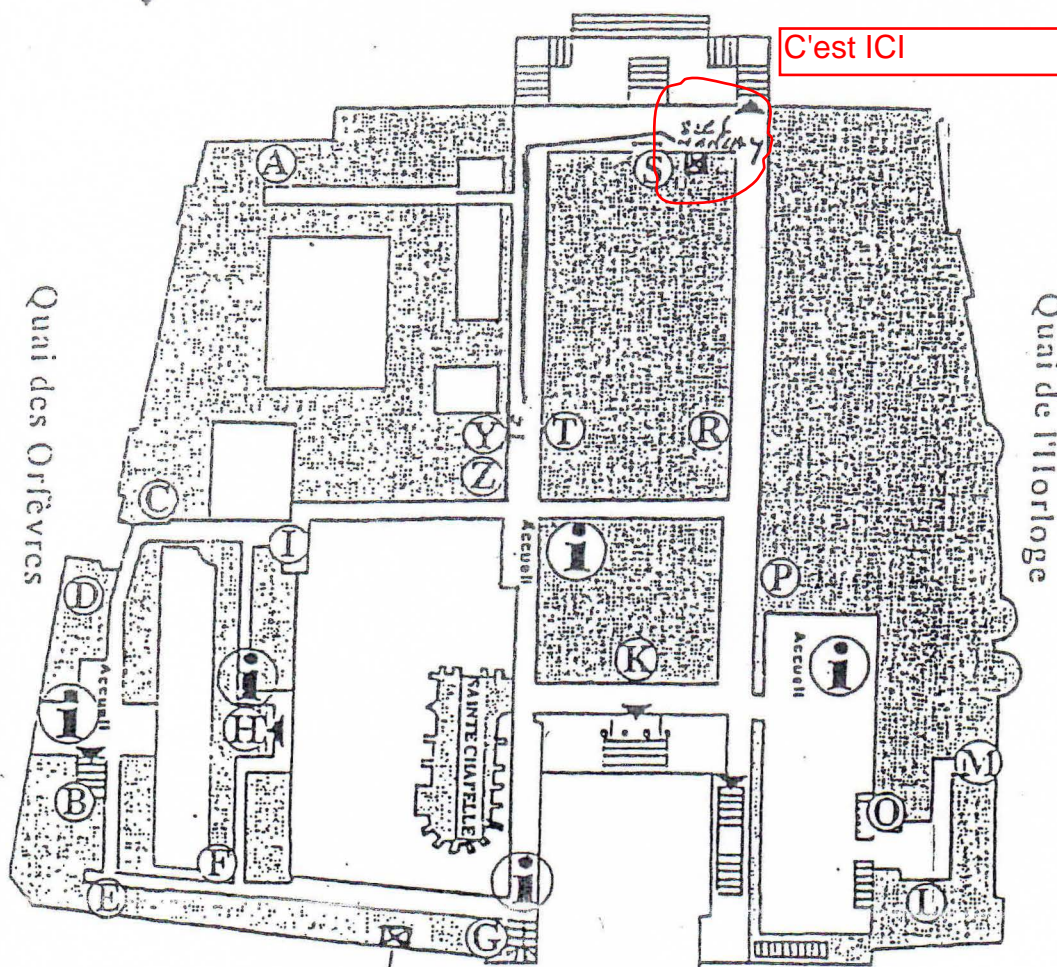 C'est ICI
A
S
Quai des Orfèvres
Quai de l'Horloge
Y
T
R
Z
C
I
Accueil
i
P
D
Accueil
i
K
Accueil
i
i
H
SAINTE CHAPELLE
B
M
O
F
i
E
G
L